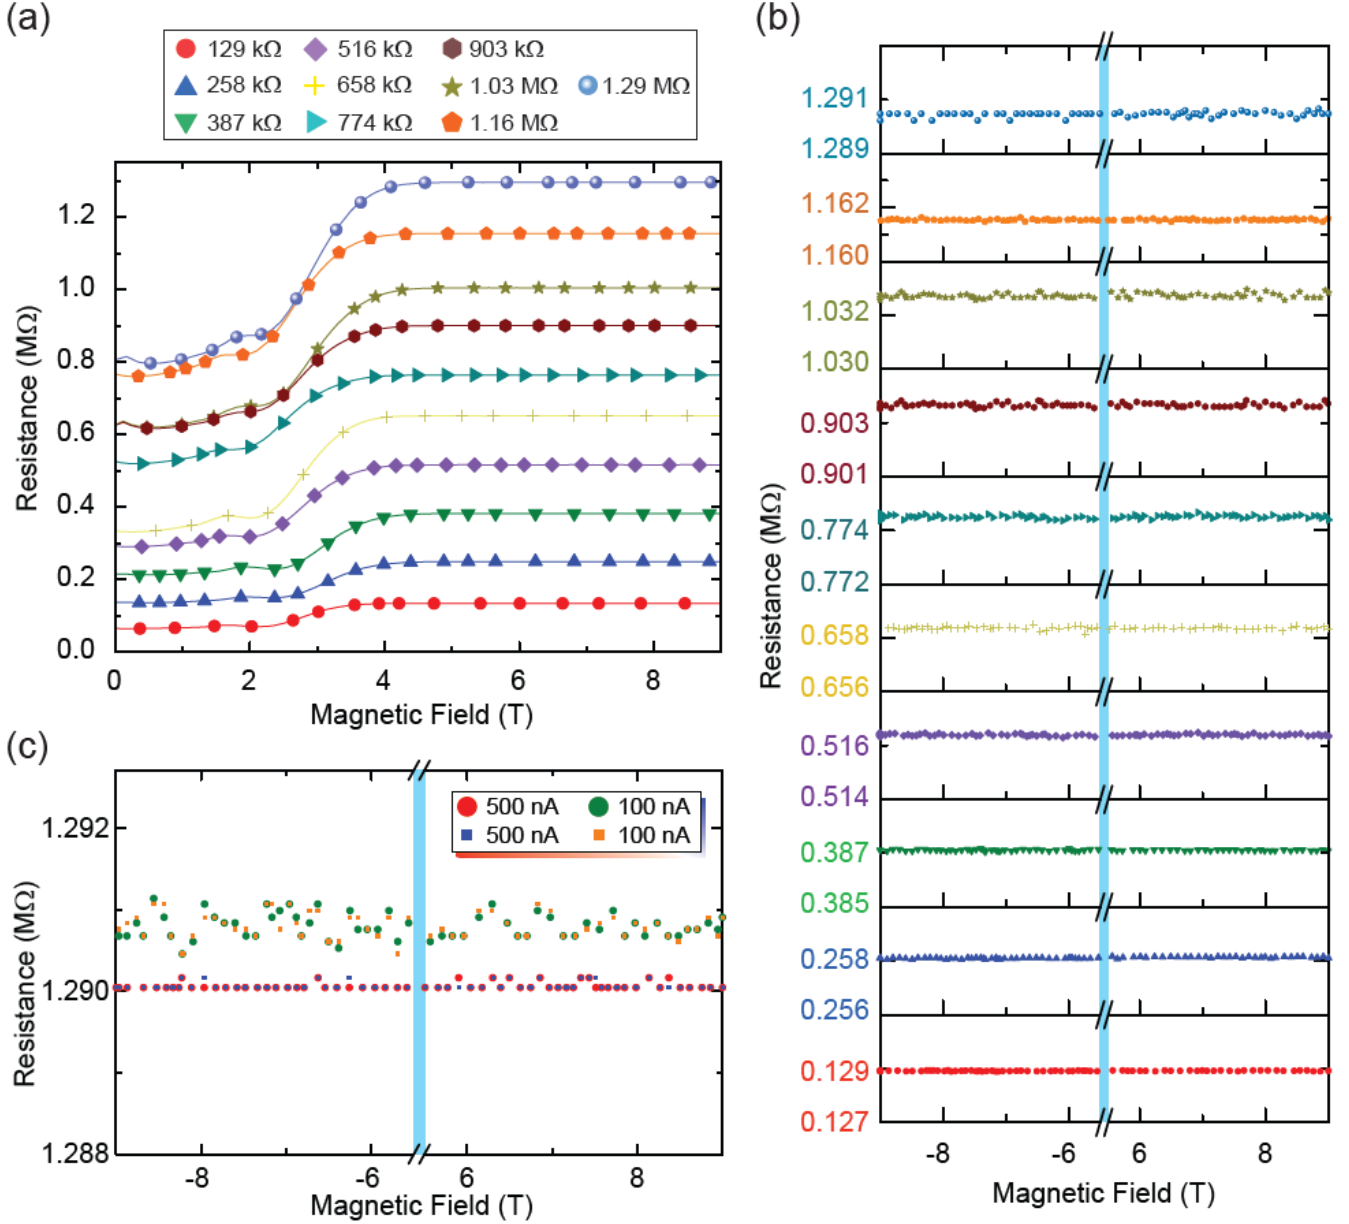 (a)
129 kΩ 516 kΩ 903 kΩ
258 kΩ 658 kΩ 1.03 MΩ 1.29 MΩ
387 kΩ 774 kΩ 1.16 MΩ
Resistance (MΩ)
1.2
1.0
0.8
0.6
0.4
0.2
0.0
0 2 4 6 8
Magnetic Field (T)
(b)
Resistance (MΩ)
1.291
1.289
1.162
1.160
1.032
1.030
0.903
0.901
0.774
0.772
0.658
0.656
0.516
0.514
0.387
0.385
0.258
0.256
0.129
0.127
-8 -6 6 8
Magnetic Field (T)
(c)
500 nA 100 nA
500 nA 100 nA
Resistance (MΩ)
1.292
1.290
1.288
-8 -6 6 8
Magnetic Field (T)